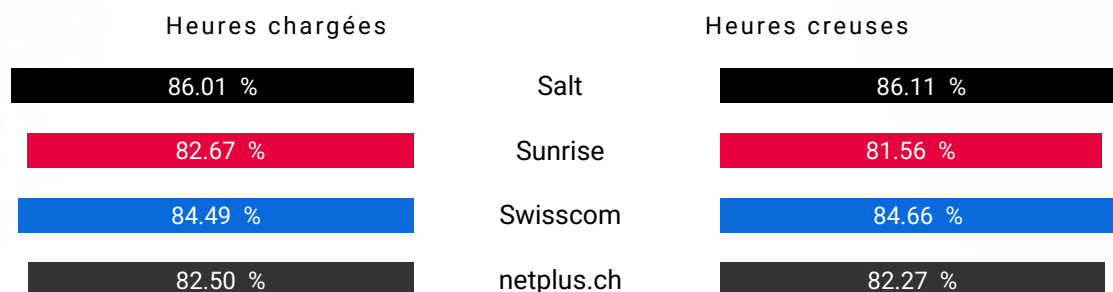 Heures chargées Heures creuses
86.01 % Salt 86.11 %
82.67 % Sunrise 81.56 %
84.49 % Swisscom 84.66 %
82.50 % netplus.ch 82.27 %